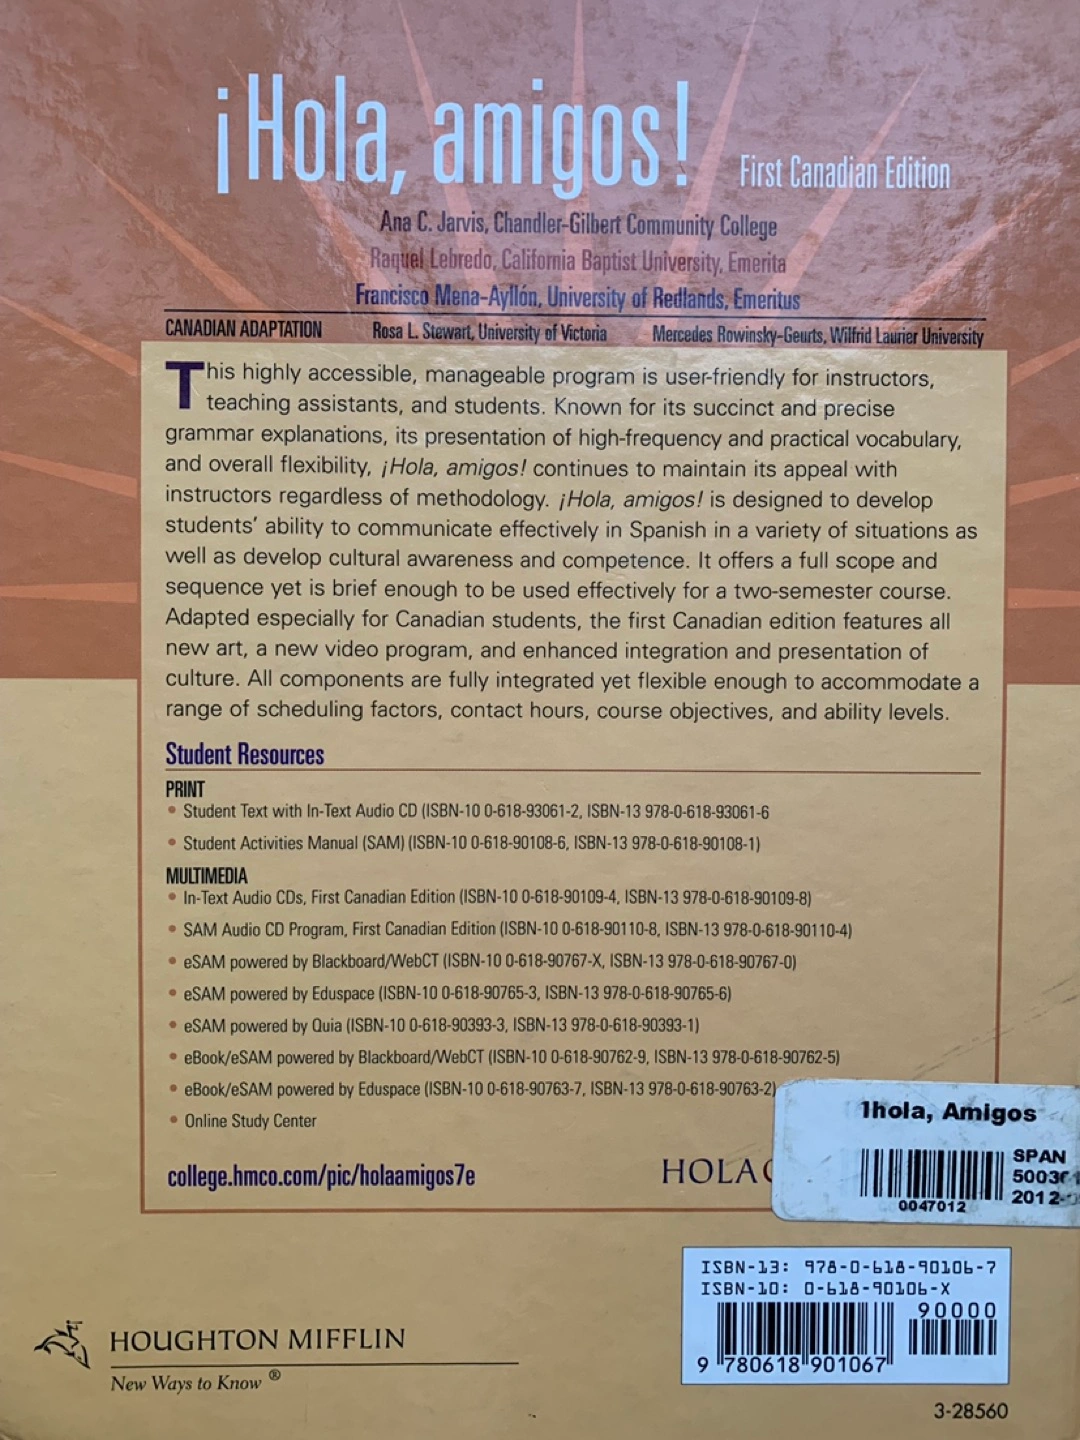 ¡Hola, amigos! First Canadian Edition
Ana C. Jarvis, Chandler-Gilbert Community College
Raquel Lebredo, California Baptist University, Emerita
Francisco Mena-Ayllón, University of Redlands, Emeritus
CANADIAN ADAPTATION Rosa L. Stewart, University of Victoria Mercedes Rowinsky-Geurts, Wilfrid Laurier University
This highly accessible, manageable program is user-friendly for instructors,
teaching assistants, and students. Known for its succinct and precise
grammar explanations, its presentation of high-frequency and practical vocabulary,
and overall flexibility, ¡Hola, amigos! continues to maintain its appeal with
instructors regardless of methodology. ¡Hola, amigos! is designed to develop
students' ability to communicate effectively in Spanish in a variety of situations as
well as develop cultural awareness and competence. It offers a full scope and
sequence yet is brief enough to be used effectively for a two-semester course.
Adapted especially for Canadian students, the first Canadian edition features all
new art, a new video program, and enhanced integration and presentation of
culture. All components are fully integrated yet flexible enough to accommodate a
range of scheduling factors, contact hours, course objectives, and ability levels.
Student Resources
PRINT
• Student Text with In-Text Audio CD (ISBN-10 0-618-93061-2, ISBN-13 978-0-618-93061-6
• Student Activities Manual (SAM) (ISBN-10 0-618-90108-6, ISBN-13 978-0-618-90108-1)
MULTIMEDIA
• In-Text Audio CDs, First Canadian Edition (ISBN-10 0-618-90109-4, ISBN-13 978-0-618-90109-8)
• SAM Audio CD Program, First Canadian Edition (ISBN-10 0-618-90110-8, ISBN-13 978-0-618-90110-4)
• eSAM powered by Blackboard/WebCT (ISBN-10 0-618-90767-X, ISBN-13 978-0-618-90767-0)
• eSAM powered by Eduspace (ISBN-10 0-618-90765-3, ISBN-13 978-0-618-90765-6)
• eSAM powered by Quia (ISBN-10 0-618-90393-3, ISBN-13 978-0-618-90393-1)
• eBook/eSAM powered by Blackboard/WebCT (ISBN-10 0-618-90762-9, ISBN-13 978-0-618-90762-5)
• eBook/eSAM powered by Eduspace (ISBN-10 0-618-90763-7, ISBN-13 978-0-618-90763-2)
• Online Study Center
1hola, Amigos
SPAN
0047012
college.hmco.com/pic/holaamigos7e
HOLA
ISBN-13: 978-0-618-90106-7
ISBN-10: 0-618-90106-X
90000
9 780618 901067
HOUGHTON MIFFLIN
New Ways to Know ®
3-28560